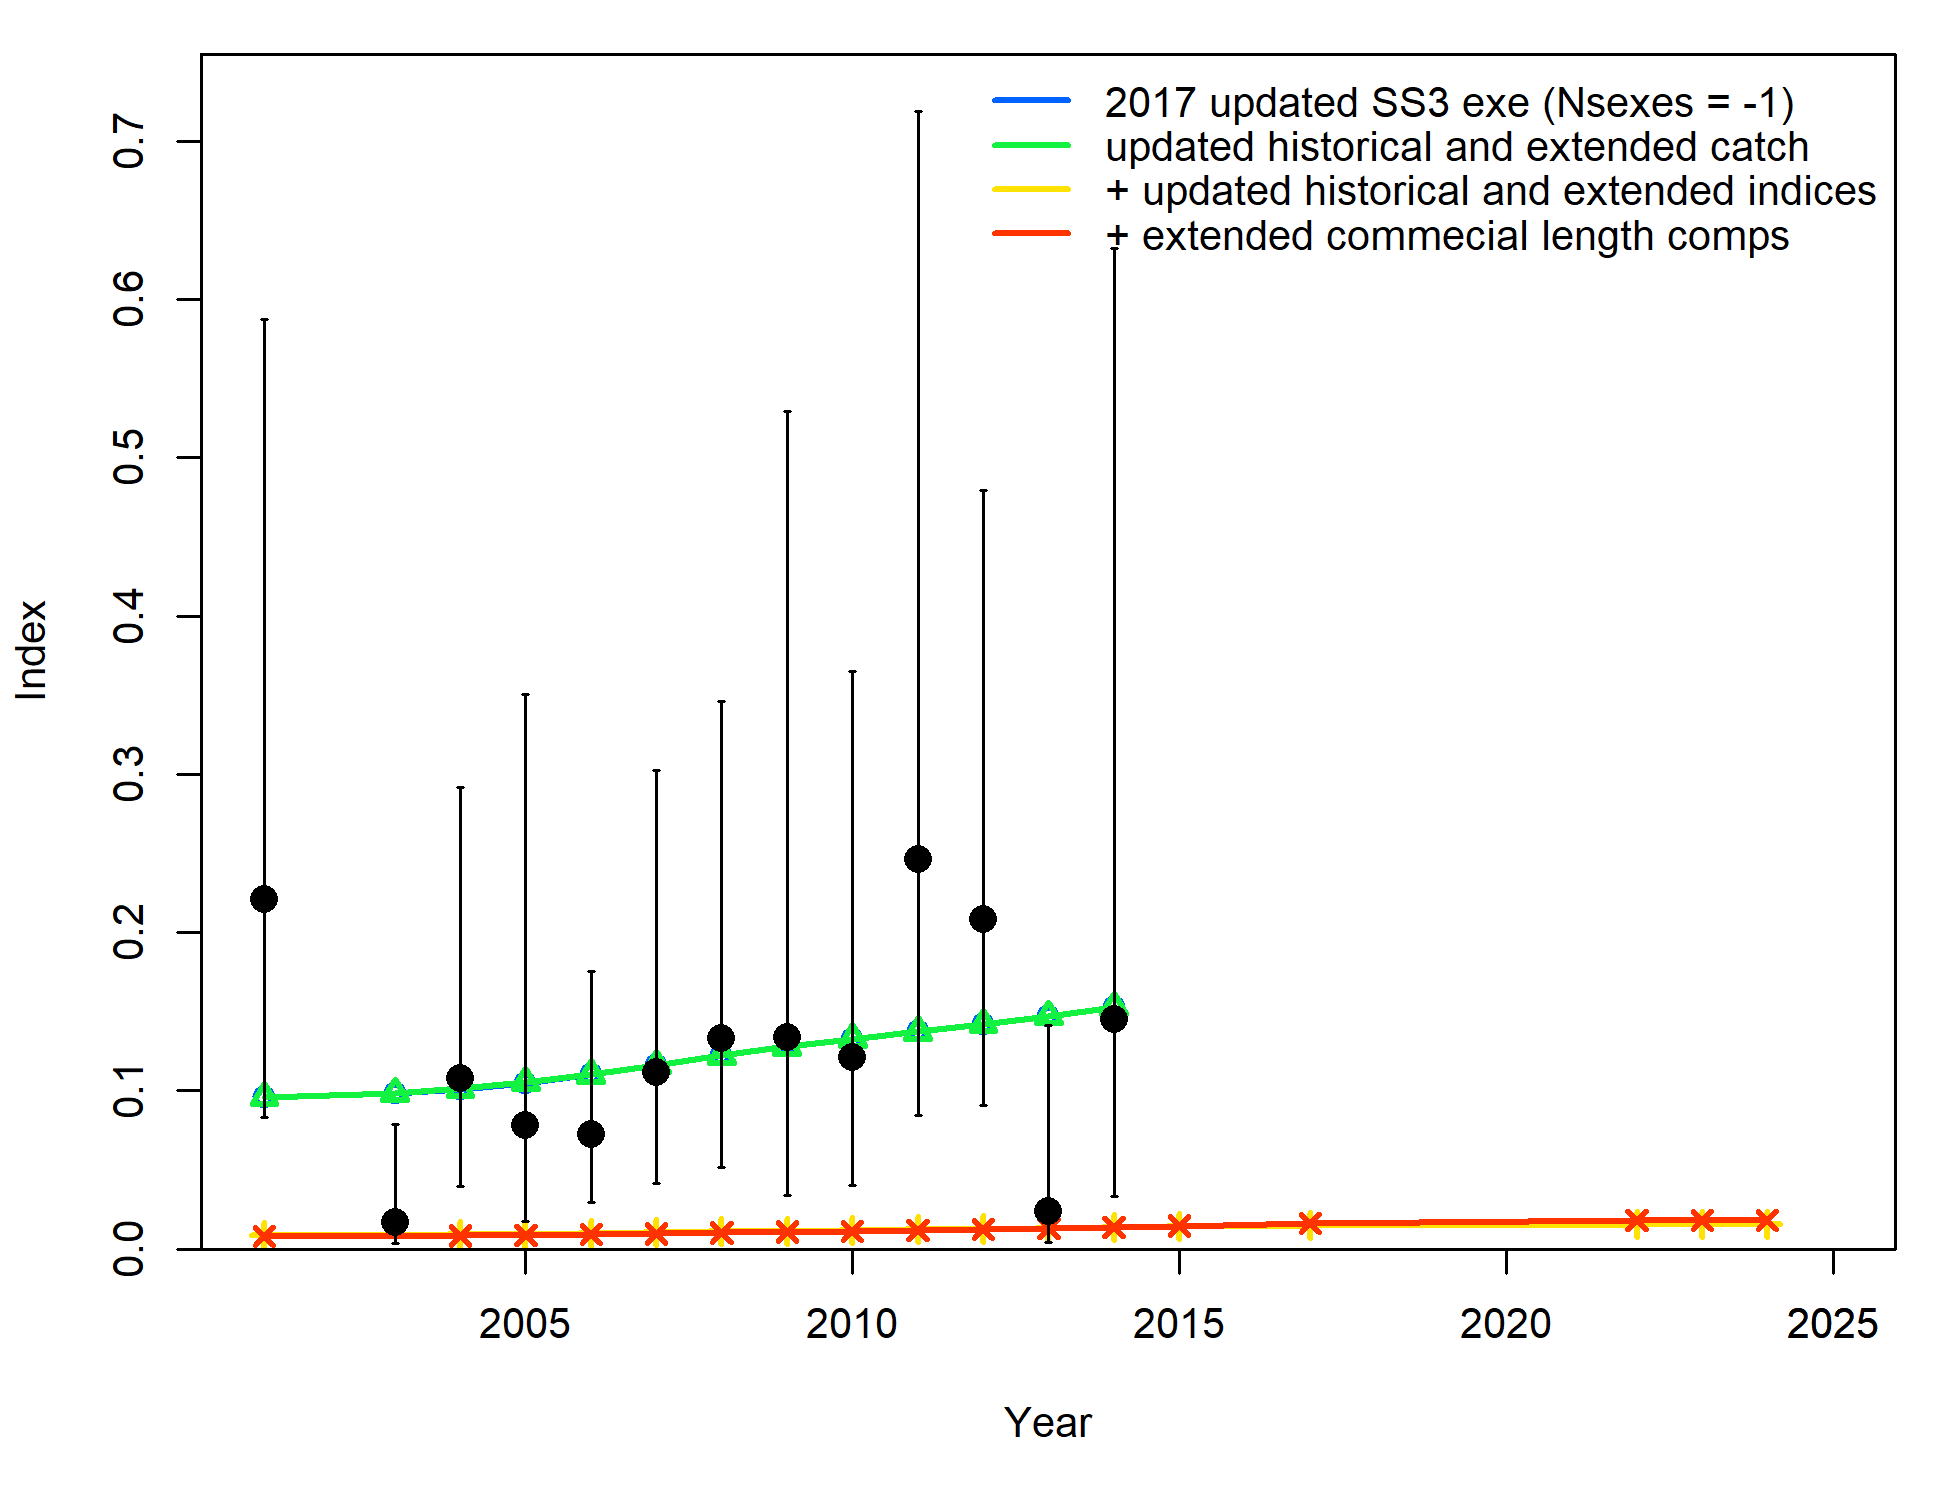 2017 updated SS3 exe (Nsexes = -1)
updated historical and extended catch
+ updated historical and extended indices
+ extended commecial length comps
0.7
0.6
0.5
0.4
0.3
0.2
0.1
0.0
Index
2005 2010 2015 2020 2025
Year